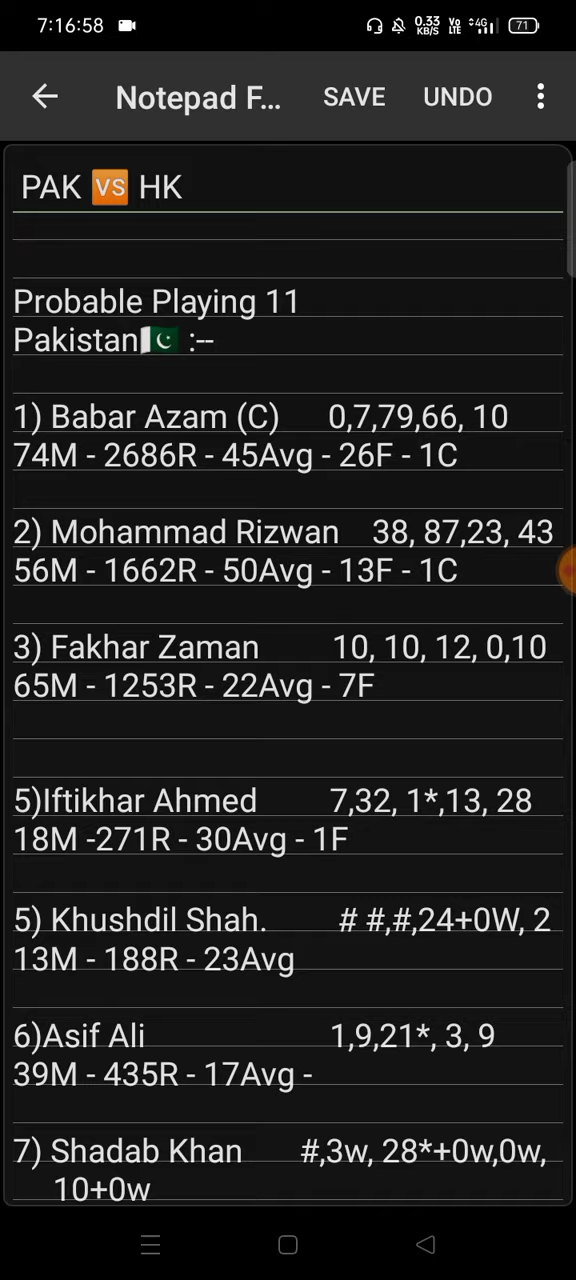 7:16:58 0.33 KB/S Vo LTE 4G 71
Notepad F... SAVE UNDO
PAK 🆚 HK
Probable Playing 11
Pakistan🇵🇰 :--
1) Babar Azam (C) 0,7,79,66, 10
74M - 2686R - 45Avg - 26F - 1C
2) Mohammad Rizwan 38, 87,23, 43
56M - 1662R - 50Avg - 13F - 1C
3) Fakhar Zaman 10, 10, 12, 0,10
65M - 1253R - 22Avg - 7F
5)Iftikhar Ahmed 7,32, 1*,13, 28
18M -271R - 30Avg - 1F
5) Khushdil Shah. # #,#,24+0W, 2
13M - 188R - 23Avg
6)Asif Ali 1,9,21*, 3, 9
39M - 435R - 17Avg -
7) Shadab Khan #,3w, 28*+0w,0w,
10+0w